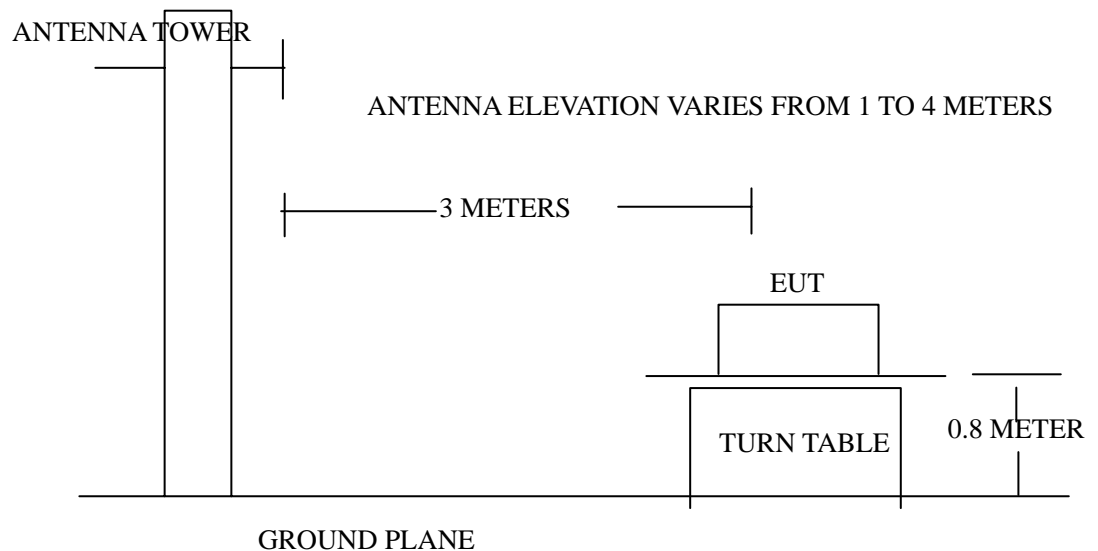 ANTENNA TOWER
ANTENNA ELEVATION VARIES FROM 1 TO 4 METERS
3 METERS
EUT
0.8 METER
TURN TABLE
GROUND PLANE